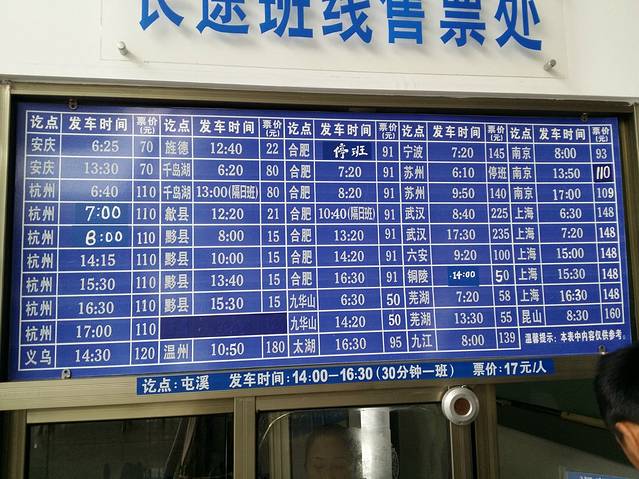 长途班线售票处
讫点 发车时间 票价(元) 讫点 发车时间 票价(元) 讫点 发车时间 票价(元) 讫点 发车时间 票价(元) 讫点 发车时间 票价(元)
安庆 6:25 70 旌德 12:40 22 合肥 停班 91 宁波 7:20 145 南京 8:00 93
安庆 13:30 70 千岛湖 6:20 80 合肥 7:20 91 苏州 6:10 停班 南京 13:50 110
杭州 6:40 110 千岛湖 13:00(隔日班) 80 合肥 8:20 91 苏州 9:50 140 南京 17:00 109
杭州 7:00 110 歙县 12:20 21 合肥 10:40(隔日班) 91 武汉 8:40 225 上海 6:30 148
杭州 8:00 110 黟县 8:00 15 合肥 13:20 91 武汉 17:30 235 上海 7:20 148
杭州 14:15 110 黟县 10:00 15 合肥 14:20 91 六安 9:20 100 上海 15:00 148
杭州 15:30 110 黟县 13:40 15 合肥 16:30 91 铜陵 14:00 50 上海 15:30 148
杭州 16:30 110 黟县 15:30 15 九华山 6:30 50 芜湖 7:20 58 上海 16:30 148
杭州 17:00 110 九华山 14:20 50 芜湖 13:30 55 昆山 8:30 160
义乌 14:30 120 温州 10:50 180 太湖 16:30 95 九江 8:00 139 温馨提示：本表中内容仅供参考。
讫点：屯溪 发车时间：14:00-16:30(30分钟一班) 票价：17元/人